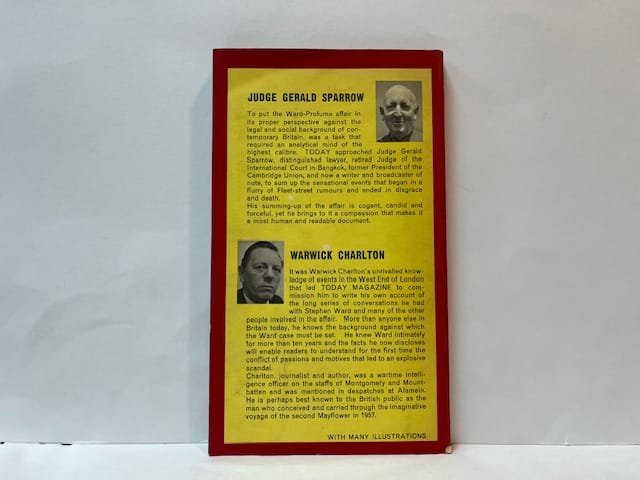 JUDGE GERALD SPARROW
To put the Ward-Profumo affair in
its proper perspective against the
legal and social background of con-
temporary Britain, was a task that
required an analytical mind of the
highest calibre. TODAY approached Judge Gerald
Sparrow, distinguished lawyer, retired Judge of the
International Court in Bangkok, former President of the
Cambridge Union, and now a writer and broadcaster of
note, to sum up the sensational events that began in a
flurry of Fleet-street rumours and ended in disgrace
and death.
His summing-up of the affair is cogent, candid and
forceful, yet he brings to it a compassion that makes it
a most human and readable document.
WARWICK CHARLTON
It was Warwick Charlton's unrivalled know-
ledge of events in the West End of London
that led TODAY MAGAZINE to com-
mission him to write his own account of
the long series of conversations he had
with Stephen Ward and many of the other
people involved in the affair. More than anyone else in
Britain today, he knows the background against which
the Ward case must be set. He knew Ward intimately
for more than ten years and the facts he now discloses
will enable readers to understand for the first time the
conflict of passions and motives that led to an explosive
scandal.
Charlton, journalist and author, was a wartime intelli-
gence officer on the staffs of Montgomery and Mount-
batten and was mentioned in despatches at Alamein.
He is perhaps best known to the British public as the
man who conceived and carried through the imaginative
voyage of the second Mayflower in 1957.
WITH MANY ILLUSTRATIONS